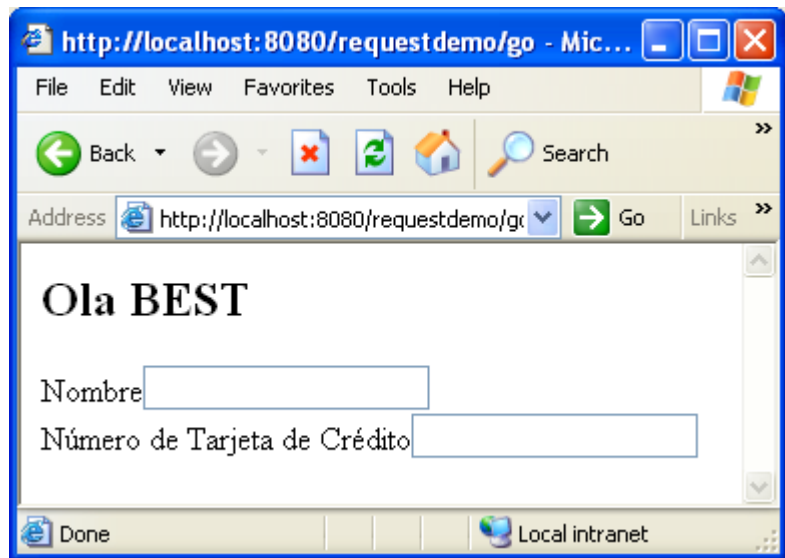 http://localhost:8080/requestdemo/go - Mic...
File Edit View Favorites Tools Help
Back Search »
Address http://localhost:8080/requestdemo/go Go Links »
Ola BEST
Nombre
Número de Tarjeta de Crédito
Done Local intranet